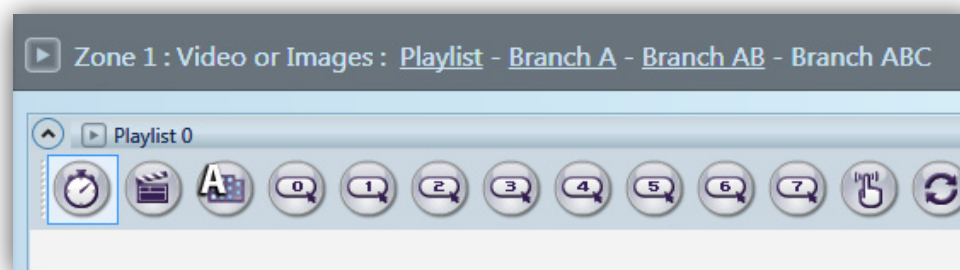 Zone 1 : Video or Images : Playlist - Branch A - Branch AB - Branch ABC
Playlist 0
A 0 1 2 3 4 5 6 7